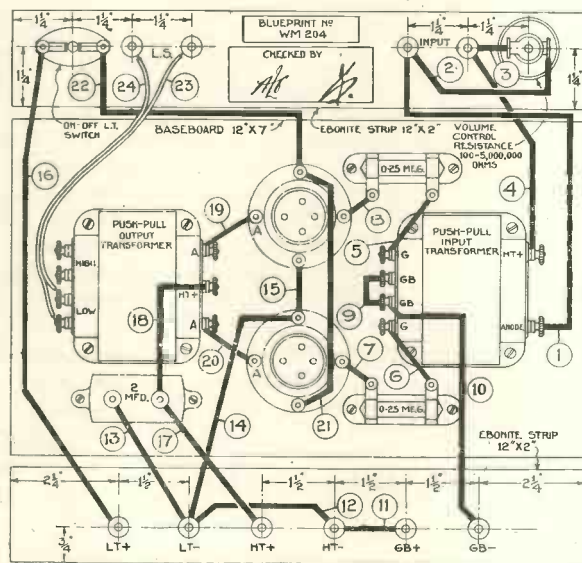 1¼" 1¼" 1¼" 1¼" 1¼"
BLUEPRINT Nº
WM 204
CHECKED BY
L.S.
INPUT
2 3
1¼" 1¼"
22 24 23
ON-OFF L.T.
SWITCH
BASEBOARD 12"X7"
EBONITE STRIP 12"X2"
VOLUME
CONTROL
RESISTANCE
100-5,000,000
OHMS
16
0·25 MEG.
4
PUSH-PULL
OUTPUT
TRANSFORMER
19
13
5
PUSH-PULL
INPUT
TRANSFORMER
HIGH
A
A
G
HT+
GB
HT+
15
9
GB
LOW
18
G
A
ANODE
20
A
7
6
1
2
MFD.
10
0·25 MEG.
13 17 14 21
EBONITE STRIP
12"X2"
2¼" 1½" 1½" 1½" 1½" 2¼"
12 11
¾"
LT+ LT- HT+ HT- GB+ GB-